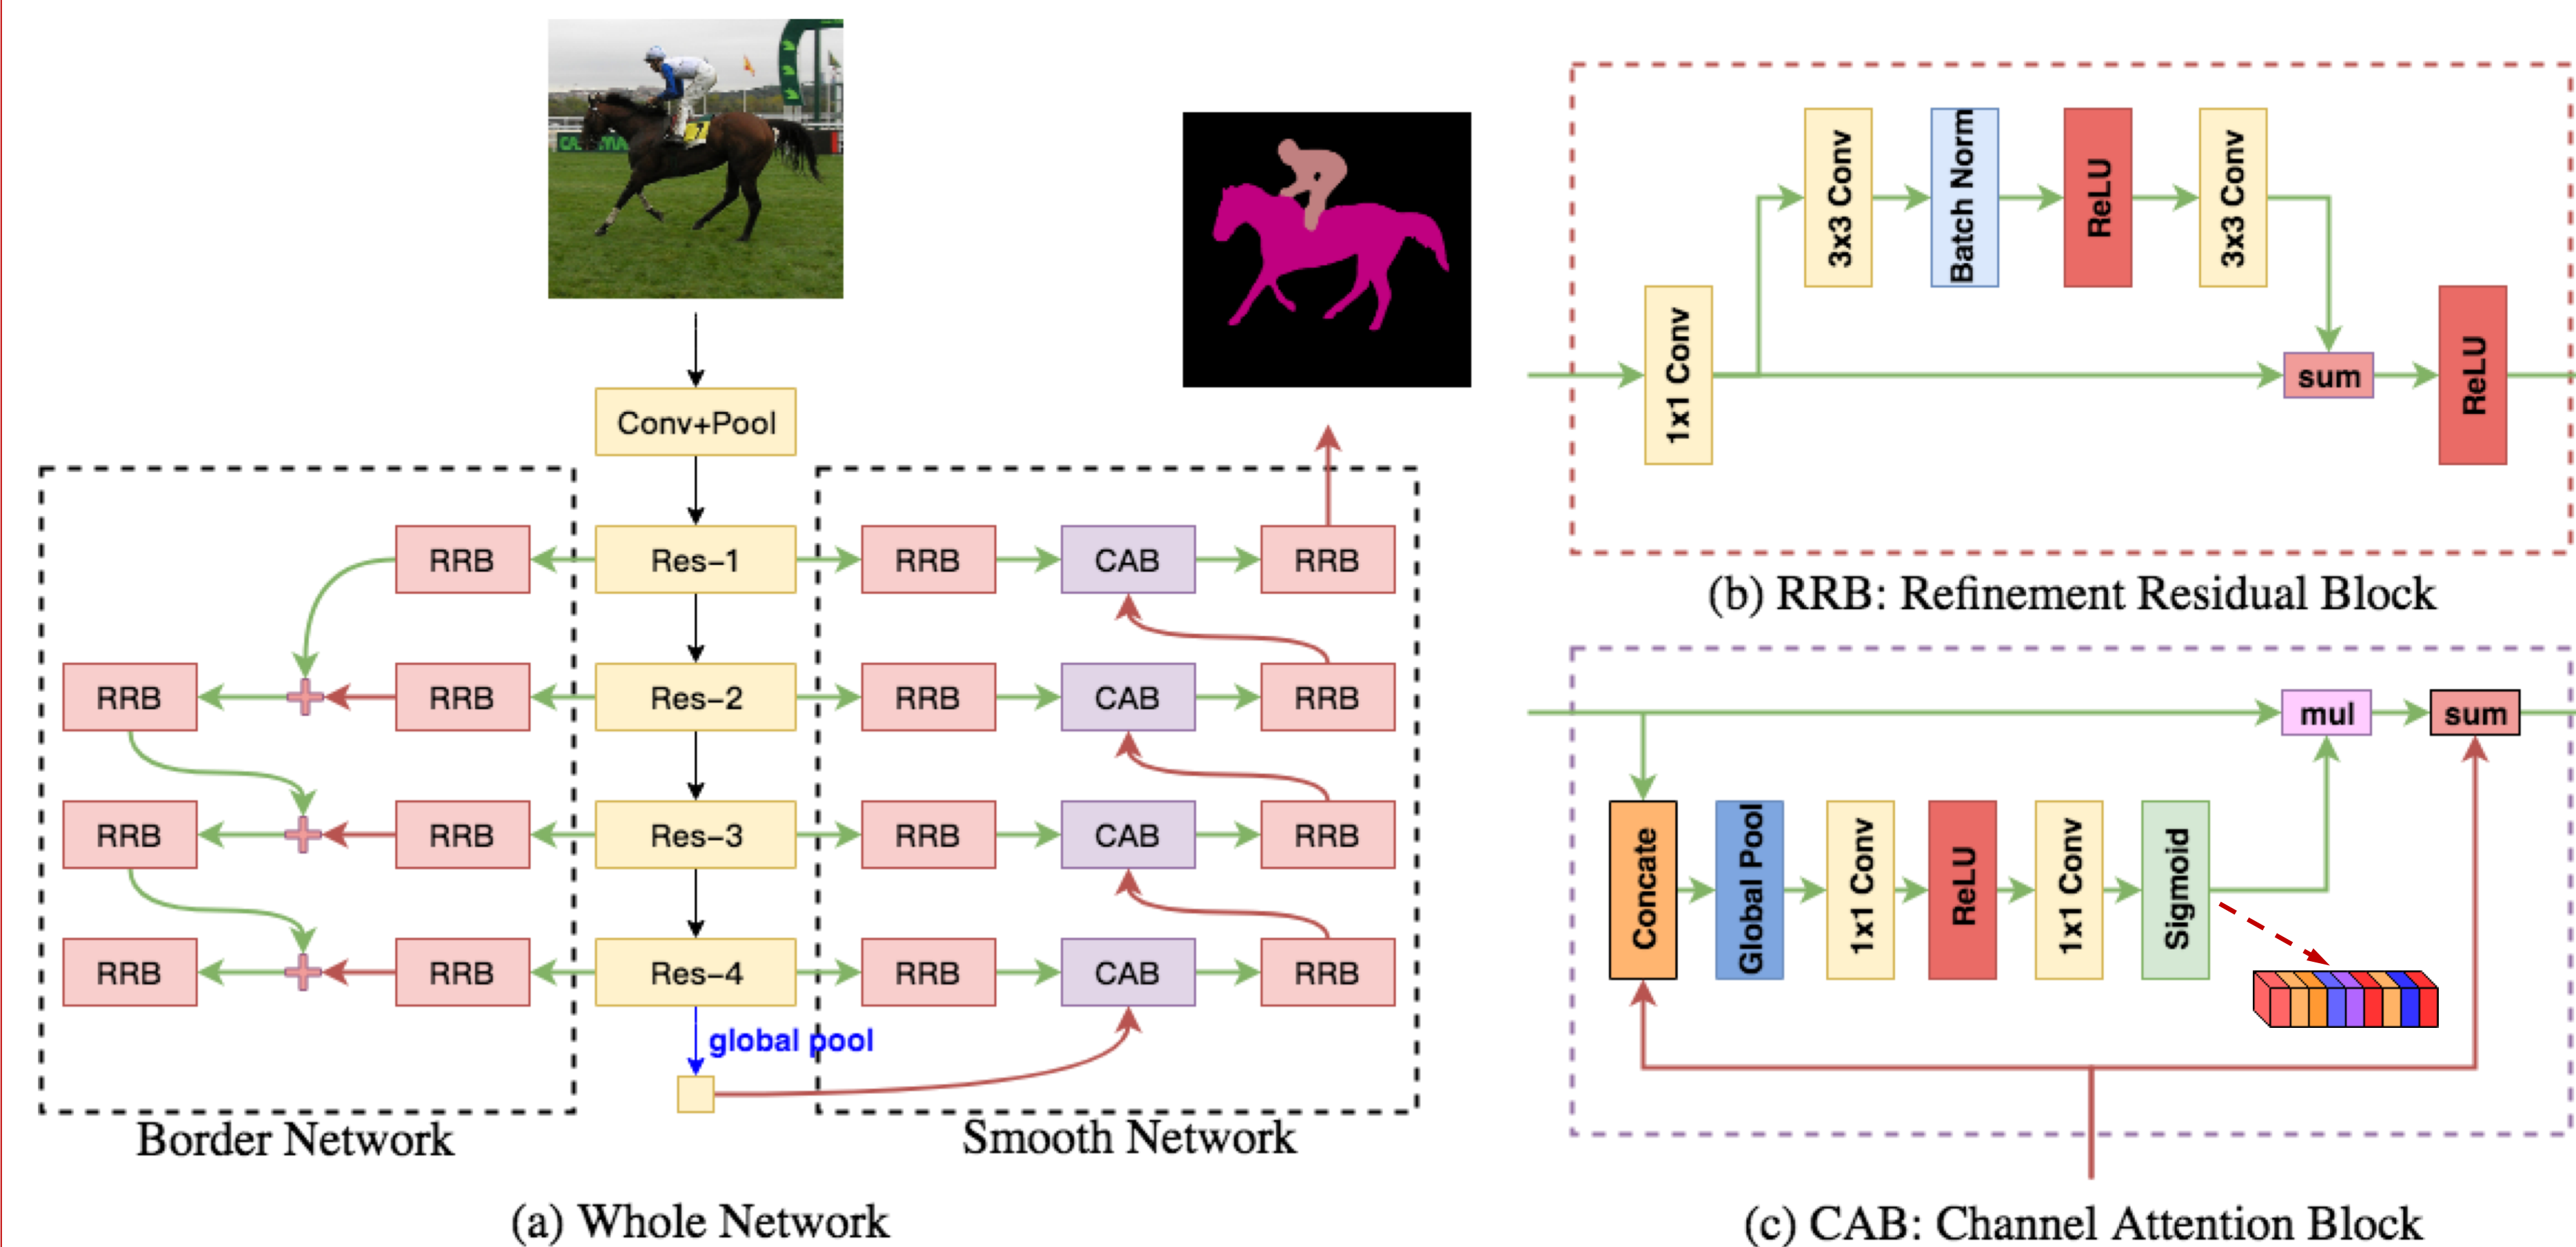 Conv+Pool
RRB
Res-1
RRB
CAB
RRB
RRB
RRB
Res-2
RRB
CAB
RRB
RRB
RRB
Res-3
RRB
CAB
RRB
RRB
RRB
Res-4
RRB
CAB
RRB
global pool
Border Network
Smooth Network
(a) Whole Network
1x1 Conv
3x3 Conv
Batch Norm
ReLU
3x3 Conv
sum
ReLU
(b) RRB: Refinement Residual Block
mul
sum
Concate
Global Pool
1x1 Conv
ReLU
1x1 Conv
Sigmoid
(c) CAB: Channel Attention Block